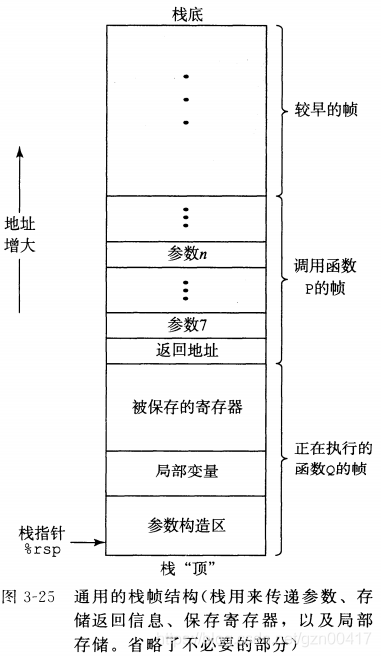 栈底
较早的帧
地址
增大
参数n
调用函数
P的帧
参数7
返回地址
被保存的寄存器
正在执行的
函数Q的帧
局部变量
栈指针
%rsp
参数构造区
栈“顶”
图 3-25 通用的栈帧结构(栈用来传递参数、存
储返回信息、保存寄存器，以及局部
存储。省略了不必要的部分)